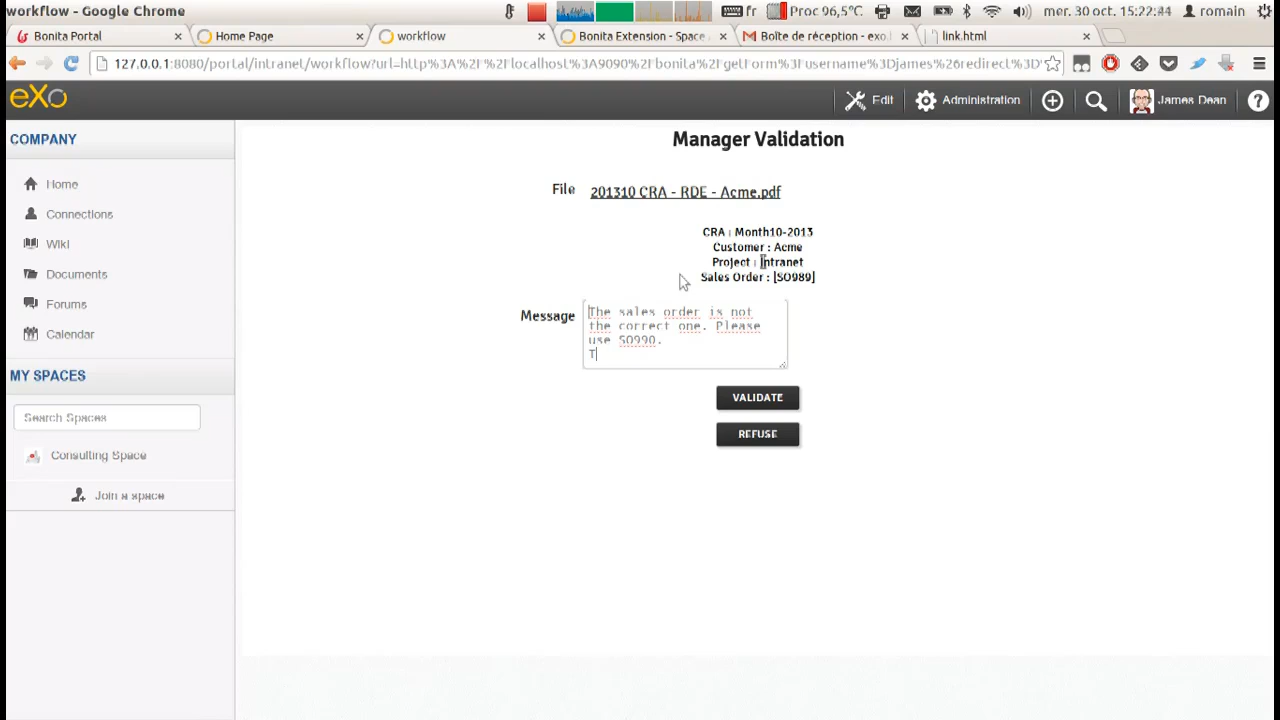 workflow - Google Chrome
fr
Proc 96,5°C
mer. 30 oct. 15:22:44
romain
Bonita Portal
Home Page
workflow
Bonita Extension - Space
Boîte de réception - exo.
link.html
127.0.0.1:8080/portal/intranet/workflow?url=http%3A%2F%2Flocalhost%3A9090%2Fbonita%2FgetForm%3Fusername%3Djames%26redirect%3D
eXo
Edit
Administration
James Dean
COMPANY
Home
Connections
Wiki
Documents
Forums
Calendar
MY SPACES
Search Spaces
Consulting Space
Join a space
Manager Validation
File
201310 CRA - RDE - Acme.pdf
CRA : Month10-2013
Customer : Acme
Project : Intranet
Sales Order : [SO989]
Message
The sales order is not
the correct one. Please
use SO990.
T
VALIDATE
REFUSE